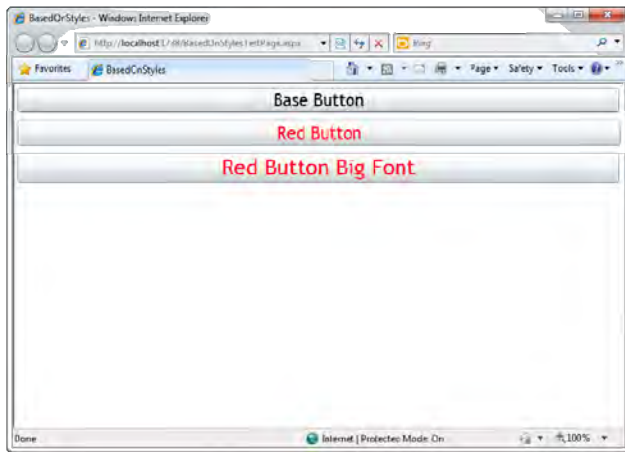 BasedOnStyles - Windows Internet Explorer
Bing
Favorites BasedOnStyles Page Safety Tools
Base Button
Red Button
Red Button Big Font
Done Internet | Protected Mode: On 100%